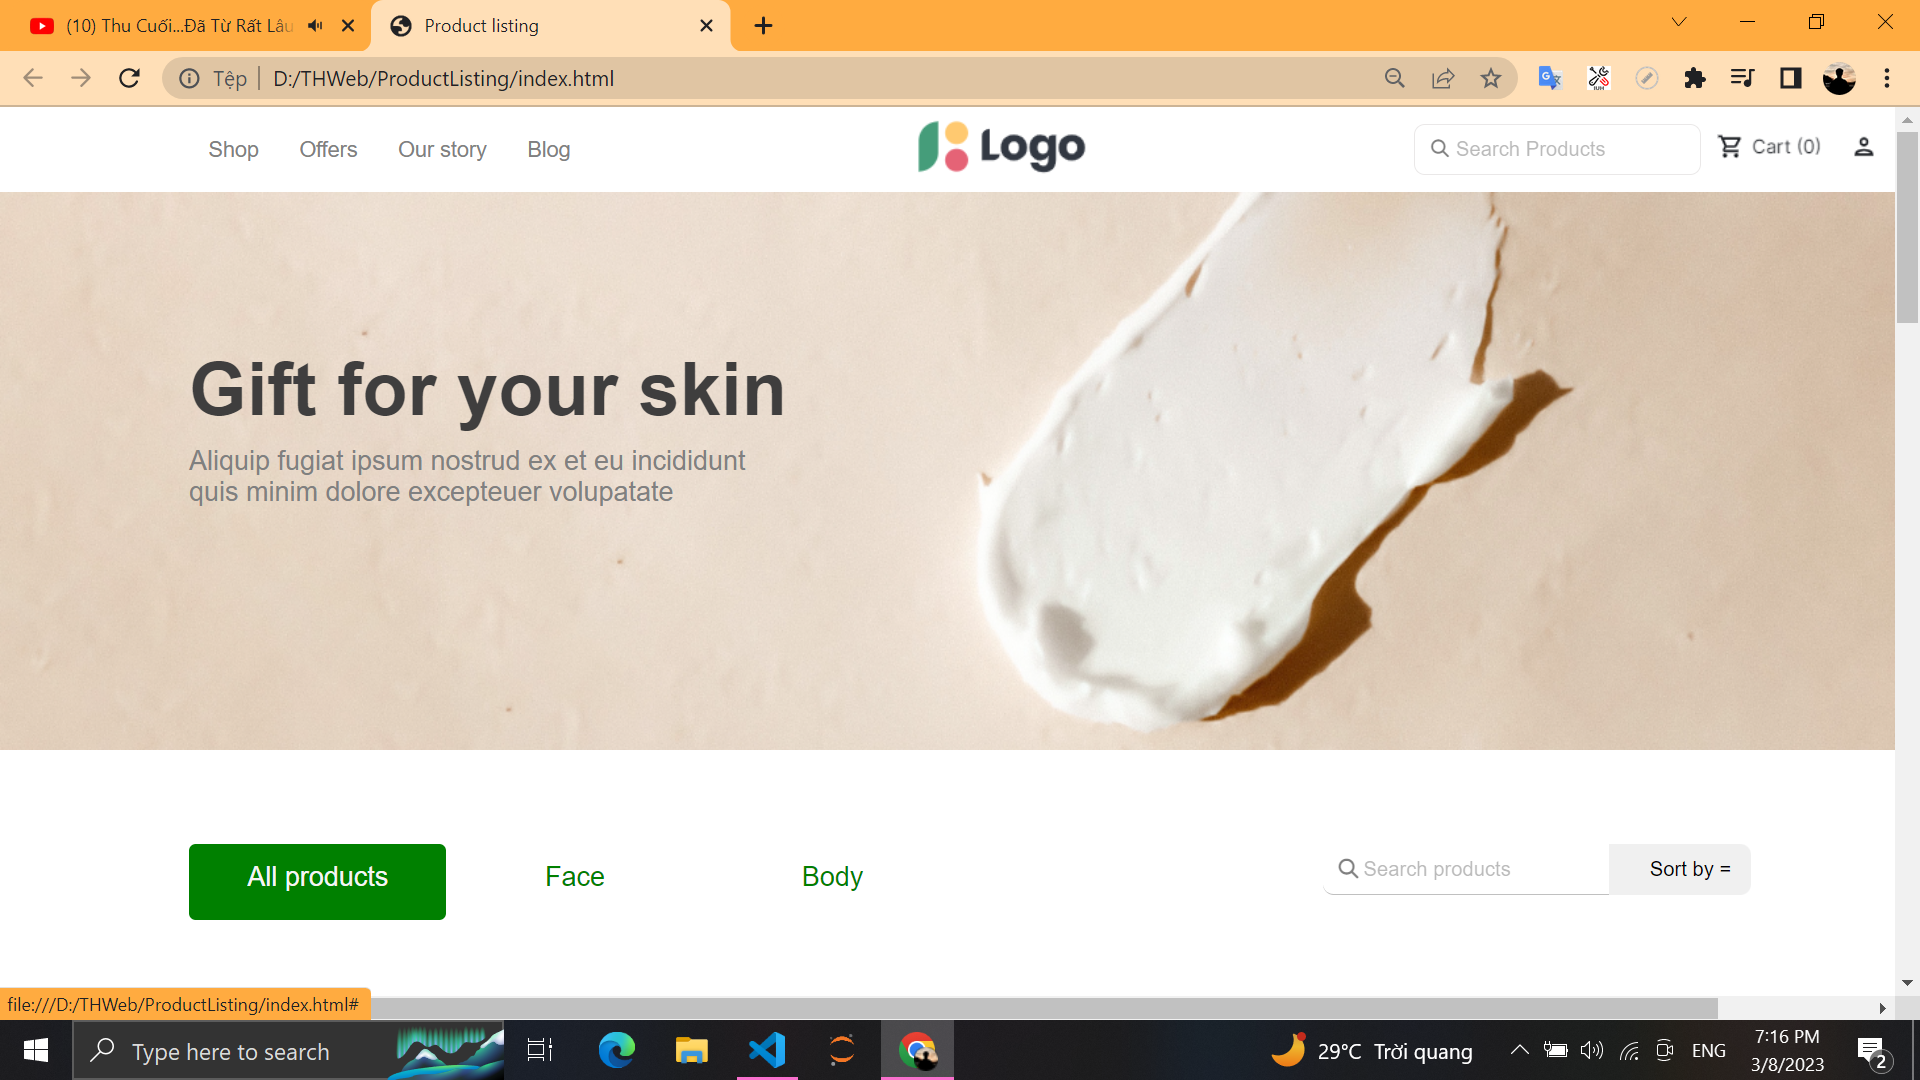 (10) Thu Cuối...Đã Từ Rất Lâu
Product listing
Tệp
D:/THWeb/ProductListing/index.html
Shop
Offers
Our story
Blog
Logo
Search Products
Cart (0)
Gift for your skin
Aliquip fugiat ipsum nostrud ex et eu incididunt
quis minim dolore excepteuer volupatate
All products
Face
Body
Search products
Sort by =
file:///D:/THWeb/ProductListing/index.html#
Type here to search
29°C Trời quang
ENG
7:16 PM
3/8/2023
2